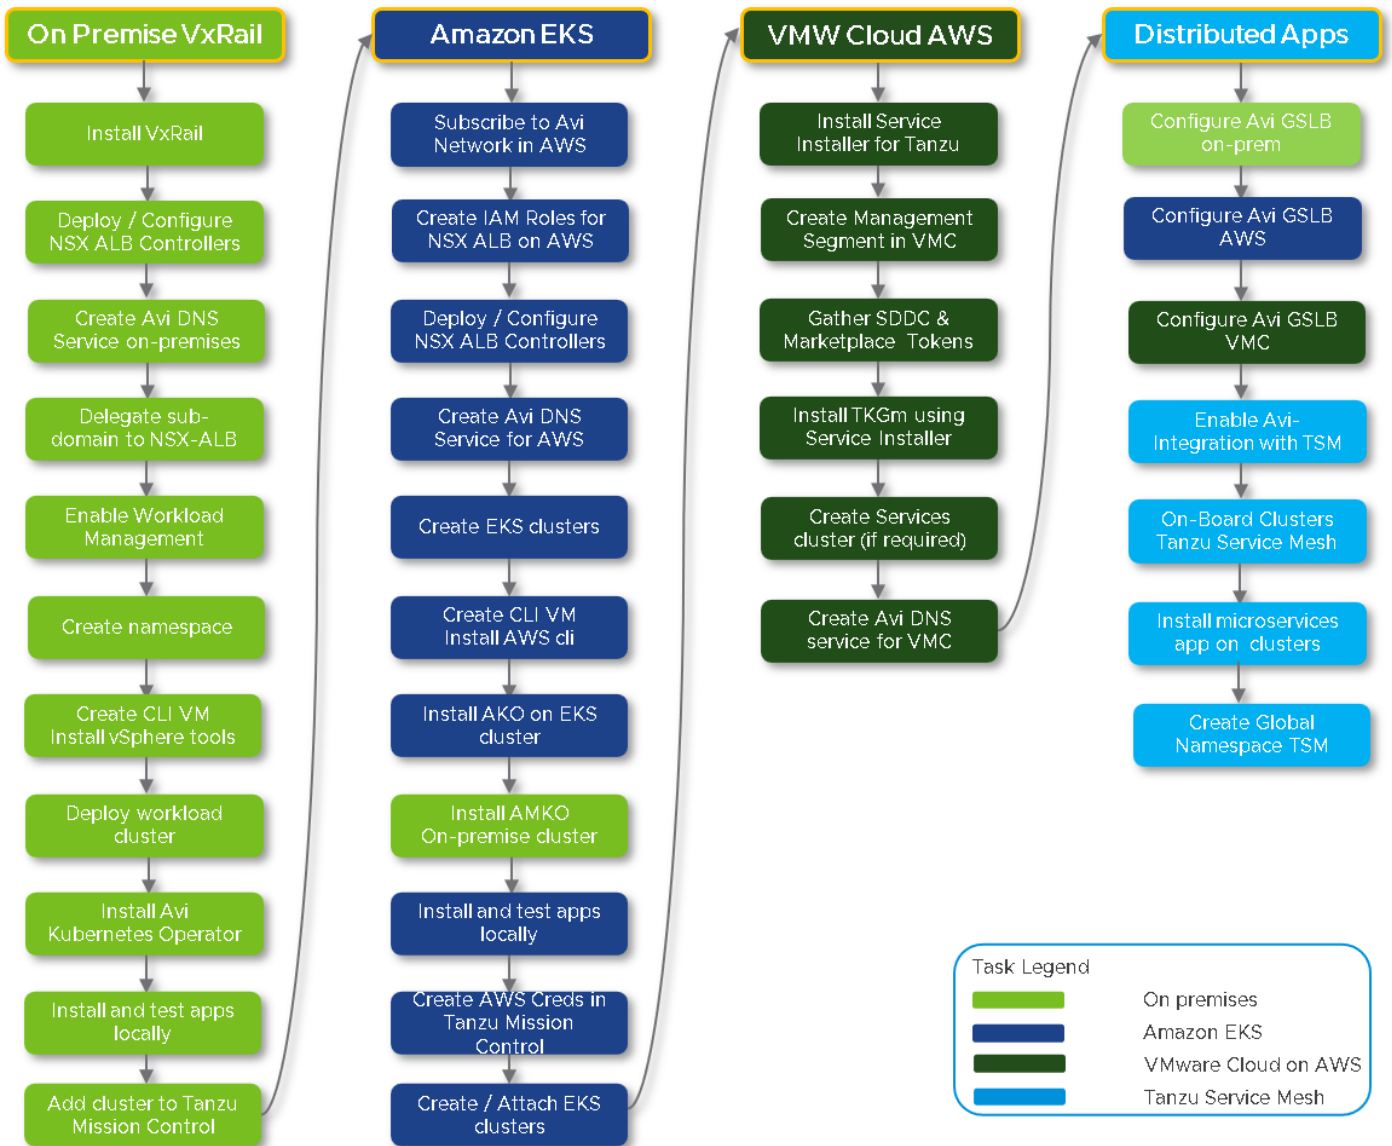 On Premise VxRail
Install VxRail
Deploy / Configure
NSX ALB Controllers
Create Avi DNS
Service on-premises
Delegate sub-
domain to NSX-ALB
Enable Workload
Management
Create namespace
Create CLI VM
Install vSphere tools
Deploy workload
cluster
Install Avi
Kubernetes Operator
Install and test apps
locally
Add cluster to Tanzu
Mission Control
Amazon EKS
Subscribe to Avi
Network in AWS
Create IAM Roles for
NSX ALB on AWS
Deploy / Configure
NSX ALB Controllers
Create Avi DNS
Service for AWS
Create EKS clusters
Create CLI VM
Install AWS cli
Install AKO on EKS
cluster
Install AMKO
On-premise cluster
Install and test apps
locally
Create AWS Creds in
Tanzu Mission
Control
Create / Attach EKS
clusters
VMW Cloud AWS
Install Service
Installer for Tanzu
Create Management
Segment in VMC
Gather SDDC &
Marketplace Tokens
Install TKGm using
Service Installer
Create Services
cluster (if required)
Create Avi DNS
service for VMC
Distributed Apps
Configure Avi GSLB
on-prem
Configure Avi GSLB
AWS
Configure Avi GSLB
VMC
Enable Avi-
Integration with TSM
On-Board Clusters
Tanzu Service Mesh
Install microservices
app on clusters
Create Global
Namespace TSM
Task Legend
On premises
Amazon EKS
VMware Cloud on AWS
Tanzu Service Mesh